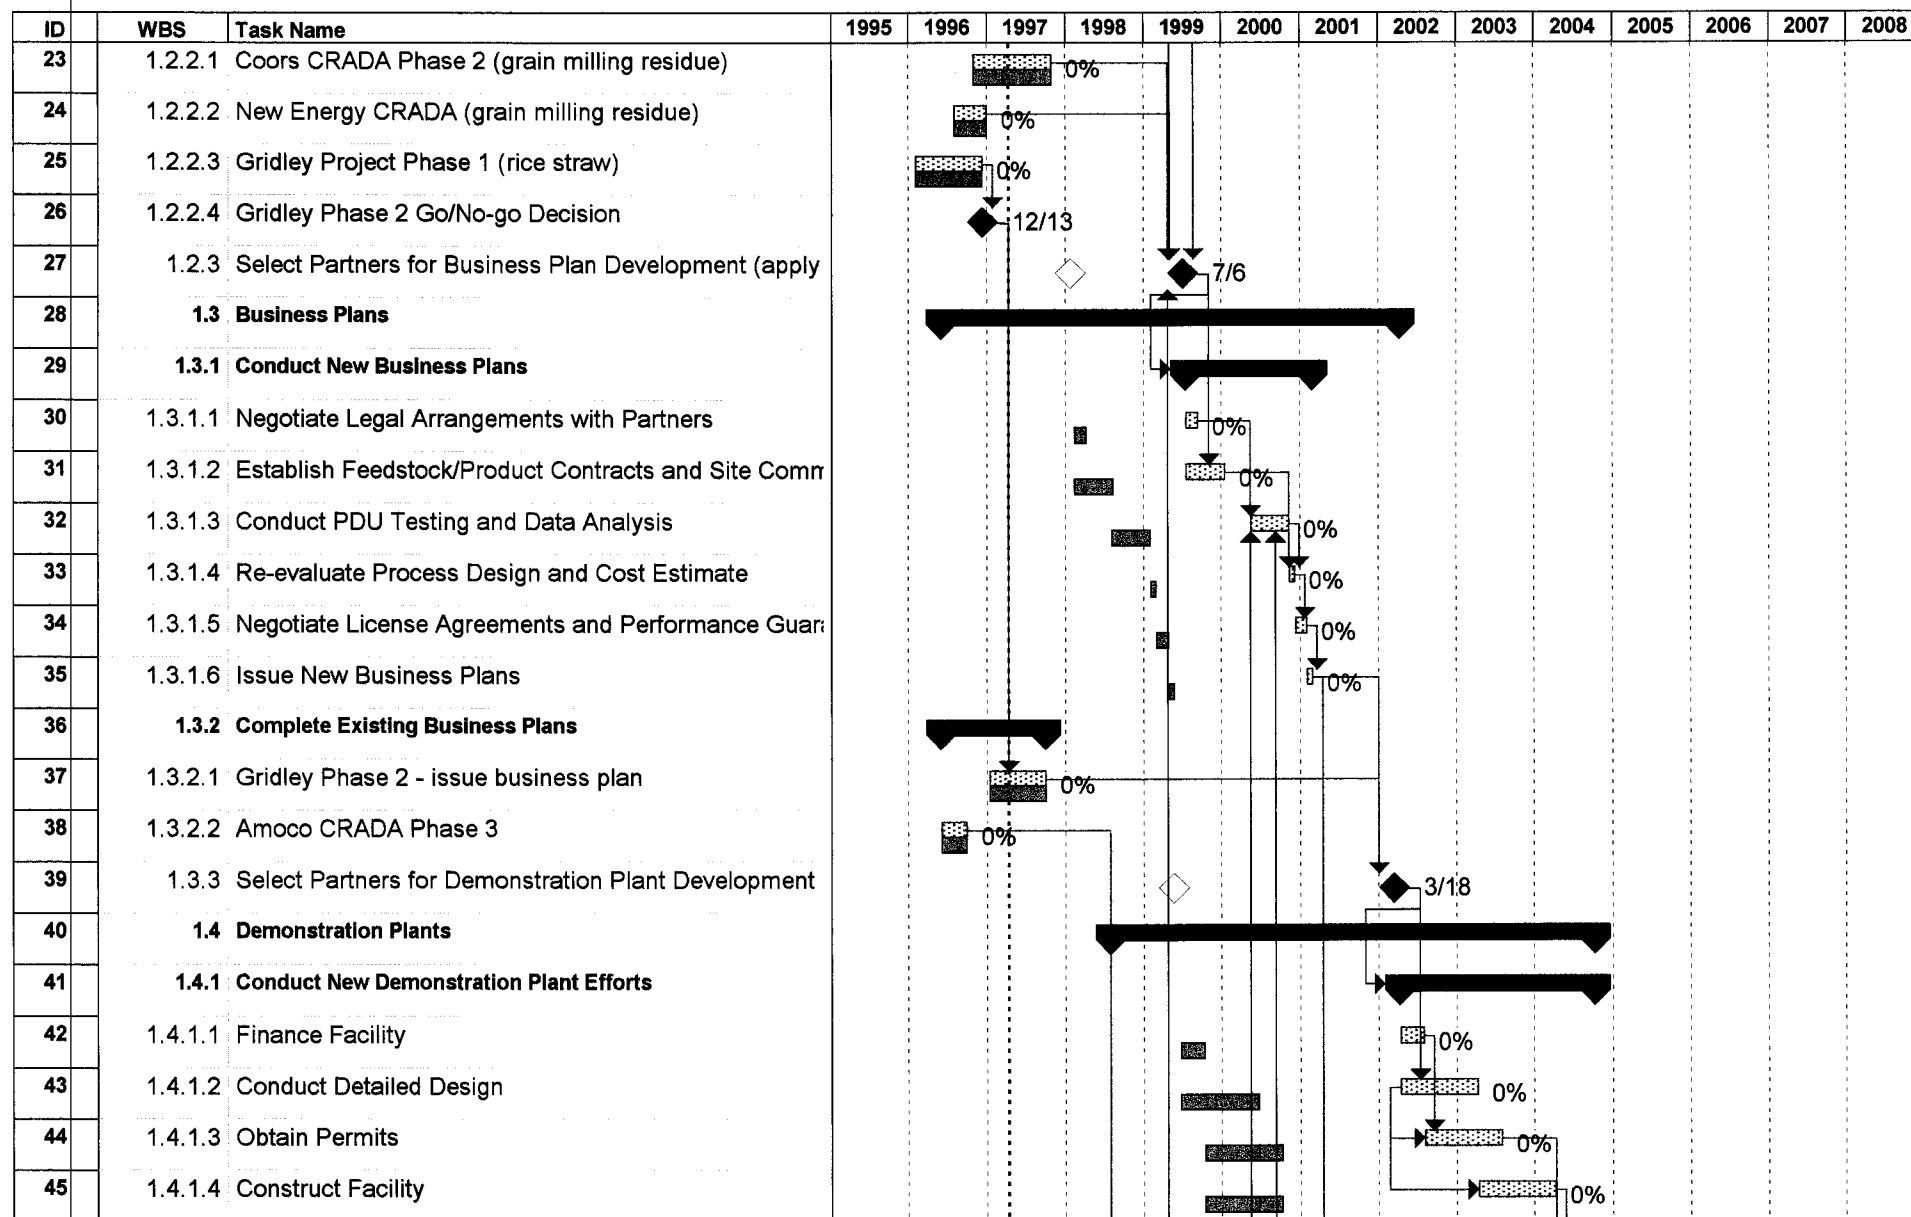 ID WBS Task Name 1995 1996 1997 1998 1999 2000 2001 2002 2003 2004 2005 2006 2007 2008
23 1.2.2.1 Coors CRADA Phase 2 (grain milling residue) 0%
24 1.2.2.2 New Energy CRADA (grain milling residue) 0%
25 1.2.2.3 Gridley Project Phase 1 (rice straw) 0%
26 1.2.2.4 Gridley Phase 2 Go/No-go Decision 12/13
27 1.2.3 Select Partners for Business Plan Development (apply 7/6
28 1.3 Business Plans
29 1.3.1 Conduct New Business Plans
30 1.3.1.1 Negotiate Legal Arrangements with Partners 0%
31 1.3.1.2 Establish Feedstock/Product Contracts and Site Comm 0%
32 1.3.1.3 Conduct PDU Testing and Data Analysis 0%
33 1.3.1.4 Re-evaluate Process Design and Cost Estimate 0%
34 1.3.1.5 Negotiate License Agreements and Performance Guara 0%
35 1.3.1.6 Issue New Business Plans 0%
36 1.3.2 Complete Existing Business Plans
37 1.3.2.1 Gridley Phase 2 - issue business plan 0%
38 1.3.2.2 Amoco CRADA Phase 3 0%
39 1.3.3 Select Partners for Demonstration Plant Development 3/18
40 1.4 Demonstration Plants
41 1.4.1 Conduct New Demonstration Plant Efforts
42 1.4.1.1 Finance Facility 0%
43 1.4.1.2 Conduct Detailed Design 0%
44 1.4.1.3 Obtain Permits 0%
45 1.4.1.4 Construct Facility 0%